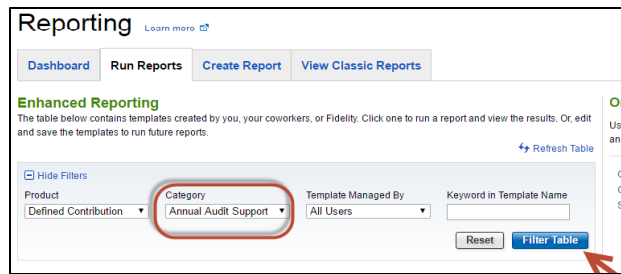 Reporting Learn more
Dashboard Run Reports Create Report View Classic Reports
Enhanced Reporting
The table below contains templates created by you, your coworkers, or Fidelity. Click one to run a report and view the results. Or, edit
and save the templates to run future reports.
Refresh Table
Hide Filters
Product Category Template Managed By Keyword in Template Name
Defined Contribution Annual Audit Support All Users
Reset Filter Table